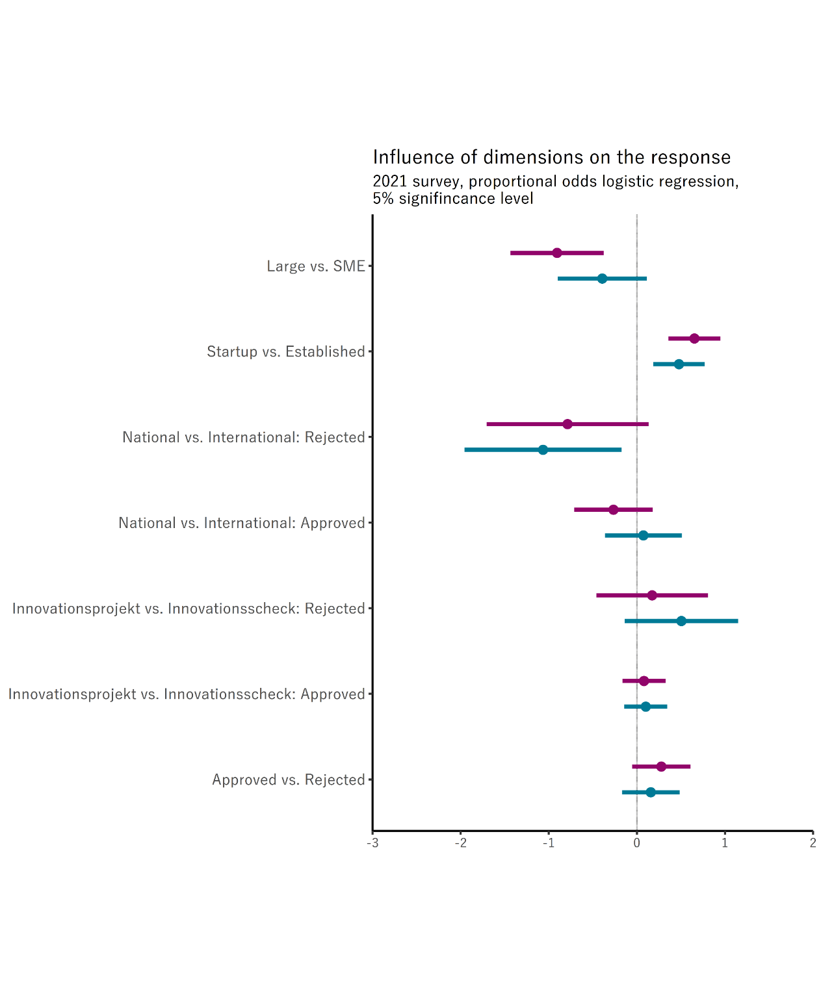 Influence of dimensions on the response
2021 survey, proportional odds logistic regression,
5% signifincance level
Large vs. SME
Startup vs. Established
National vs. International: Rejected
National vs. International: Approved
Innovationsprojekt vs. Innovationsscheck: Rejected
Innovationsprojekt vs. Innovationsscheck: Approved
Approved vs. Rejected
-3 -2 -1 0 1 2